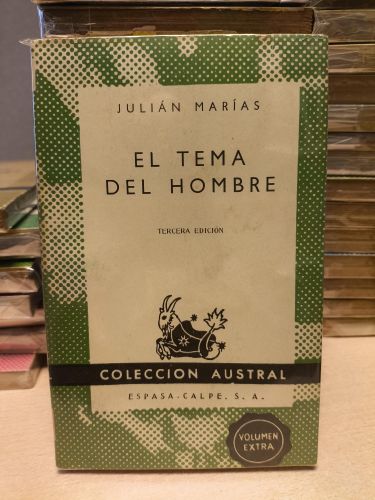 JULIÁN MARÍAS
EL TEMA
DEL HOMBRE
TERCERA EDICIÓN
COLECCION AUSTRAL
ESPASA-CALPE, S. A.
VOLUMEN
EXTRA